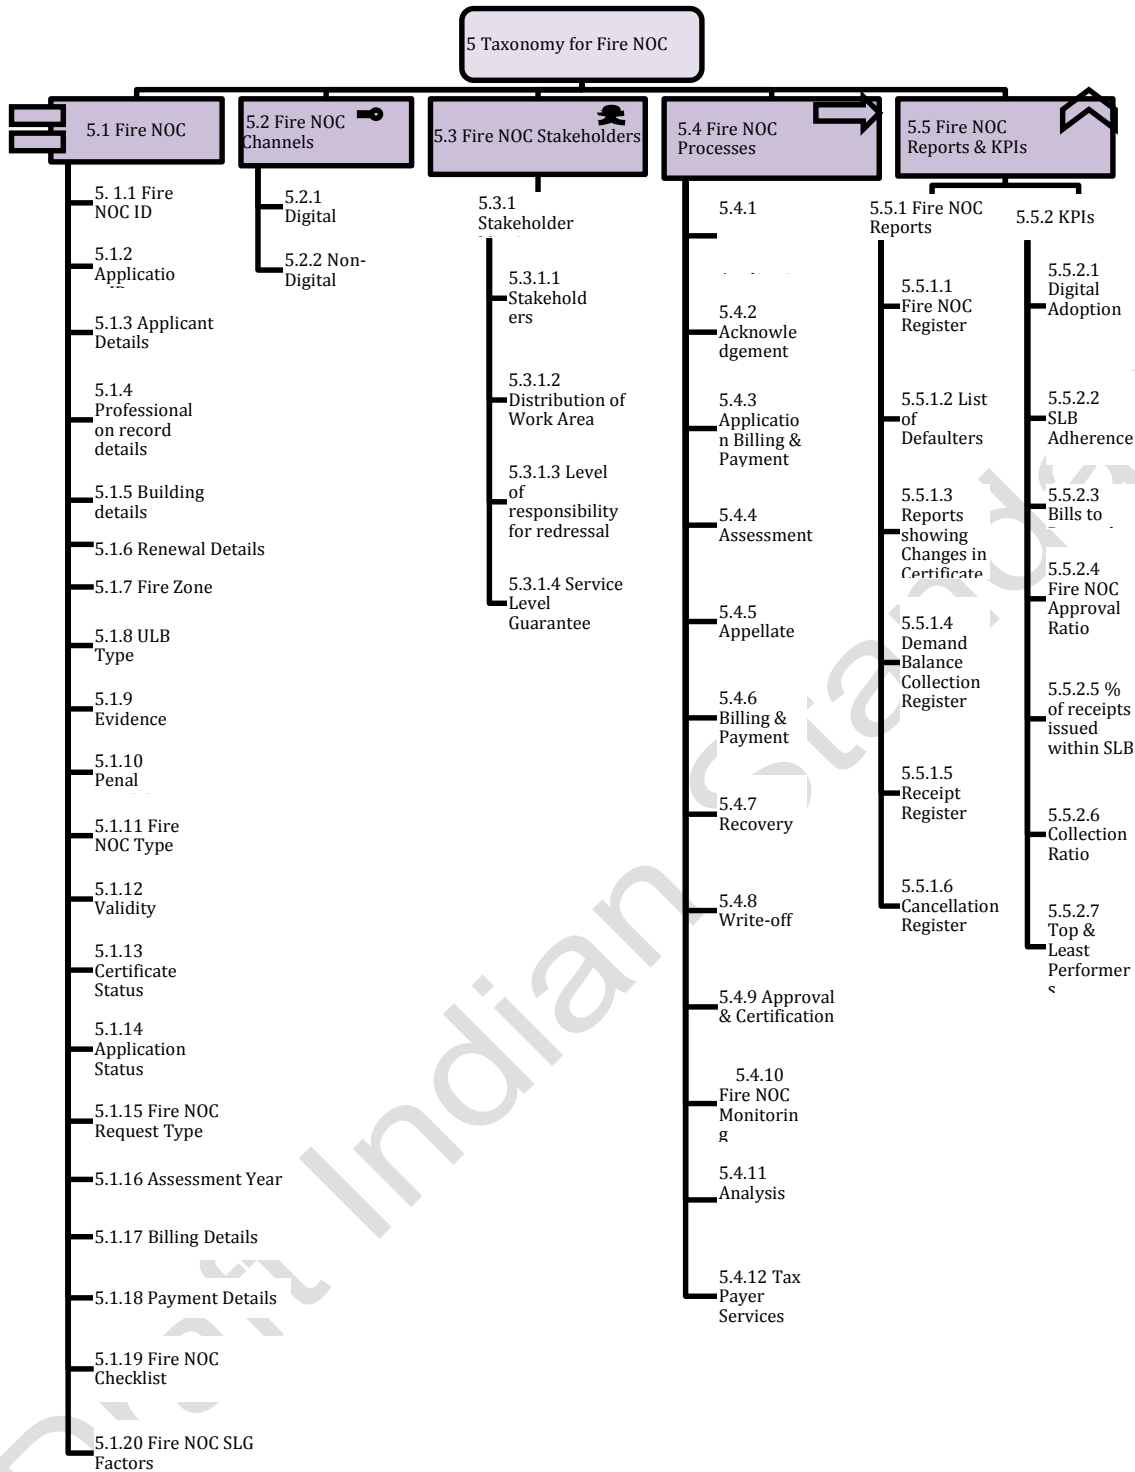 5 Taxonomy for Fire NOC
5.1 Fire NOC
5. 1.1 Fire
NOC ID
5.1.2
Applicatio
5.1.3 Applicant
Details
5.1.4
Professional
on record
details
5.1.5 Building
details
5.1.6 Renewal Details
5.1.7 Fire Zone
5.1.8 ULB
Type
5.1.9
Evidence
5.1.10
Penal
5.1.11 Fire
NOC Type
5.1.12
Validity
5.1.13
Certificate
Status
5.1.14
Application
Status
5.1.15 Fire NOC
Request Type
5.1.16 Assessment Year
5.1.17 Billing Details
5.1.18 Payment Details
5.1.19 Fire NOC
Checklist
5.1.20 Fire NOC SLG
Factors
5.2 Fire NOC
Channels
5.2.1
Digital
5.2.2 Non-
Digital
5.3 Fire NOC Stakeholders
5.3.1
Stakeholder
5.3.1.1
Stakehold
ers
5.3.1.2
Distribution of
Work Area
5.3.1.3 Level
of
responsibility
for redressal
5.3.1.4 Service
Level
Guarantee
5.4 Fire NOC
Processes
5.4.1
5.4.2
Acknowle
dgement
5.4.3
Applicatio
n Billing &
Payment
5.4.4
Assessment
5.4.5
Appellate
5.4.6
Billing &
Payment
5.4.7
Recovery
5.4.8
Write-off
5.4.9 Approval
& Certification
5.4.10
Fire NOC
Monitorin
g
5.4.11
Analysis
5.4.12 Tax
Payer
Services
5.5 Fire NOC
Reports & KPIs
5.5.1 Fire NOC
Reports
5.5.1.1
Fire NOC
Register
5.5.1.2 List
of
Defaulters
5.5.1.3
Reports
showing
Changes in
Certificate
5.5.1.4
Demand
Balance
Collection
Register
5.5.1.5
Receipt
Register
5.5.1.6
Cancellation
Register
5.5.2 KPIs
5.5.2.1
Digital
Adoption
5.5.2.2
SLB
Adherence
5.5.2.3
Bills to
5.5.2.4
Fire NOC
Approval
Ratio
5.5.2.5 %
of receipts
issued
within SLB
5.5.2.6
Collection
Ratio
5.5.2.7
Top &
Least
Performer
s
Draft Indian Standard